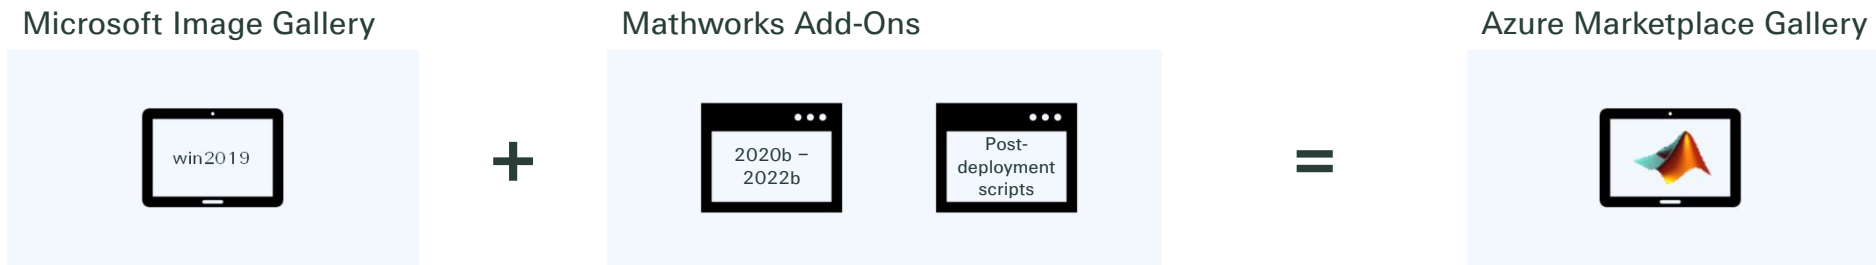 Microsoft Image Gallery
win2019
+
Mathworks Add-Ons
2020b –
2022b
Post-
deployment
scripts
=
Azure Marketplace Gallery